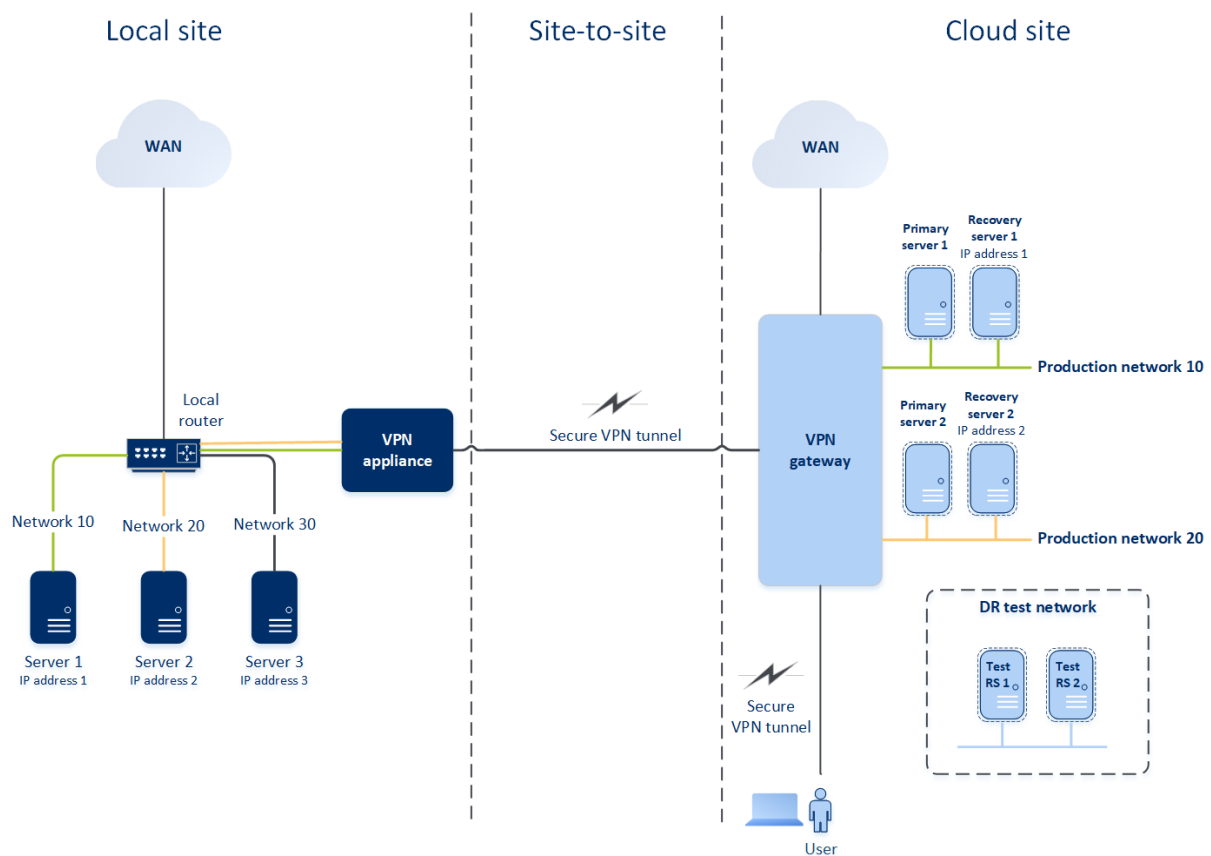 Local site
Site-to-site
Cloud site
WAN
WAN
Primary
server 1
Recovery
server 1
IP address 1
Production network 10
Local
router
VPN
appliance
Secure VPN tunnel
VPN
gateway
Primary
server 2
Recovery
server 2
IP address 2
Production network 20
Network 10
Network 20
Network 30
Server 1
IP address 1
Server 2
IP address 2
Server 3
IP address 3
DR test network
Test
RS 1
Test
RS 2
Secure
VPN tunnel
User